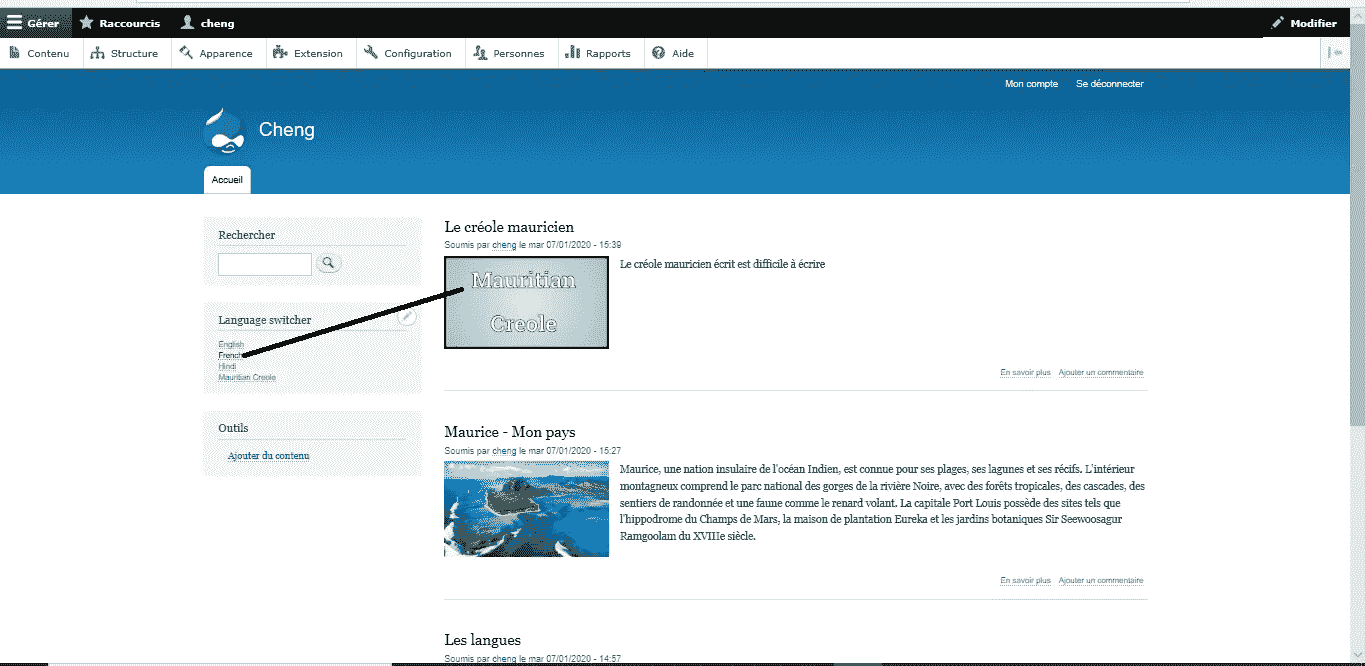 Gérer Raccourcis cheng Modifier
Contenu Structure Apparence Extension Configuration Personnes Rapports Aide
Mon compte Se déconnecter
Cheng
Accueil
Rechercher
Language switcher
English
French
Hindi
Mauritian Creole
Outils
Ajouter du contenu
Le créole mauricien
Soumis par cheng le mar 07/01/2020 - 15:39
Mauritian
Creole
Le créole mauricien écrit est difficile à écrire
En savoir plus Ajouter un commentaire
Maurice - Mon pays
Soumis par cheng le mar 07/01/2020 - 15:27
Maurice, une nation insulaire de l'océan Indien, est connue pour ses plages, ses lagunes et ses récifs. L'intérieur
montagneux comprend le parc national des gorges de la rivière Noire, avec des forêts tropicales, des cascades, des
sentiers de randonnée et une faune comme le renard volant. La capitale Port Louis possède des sites tels que
l'hippodrome du Champs de Mars, la maison de plantation Eureka et les jardins botaniques Sir Seewoosagur
Ramgoolam du XVIIIe siècle.
En savoir plus Ajouter un commentaire
Les langues
Soumis par cheng le mar 07/01/2020 - 14:57